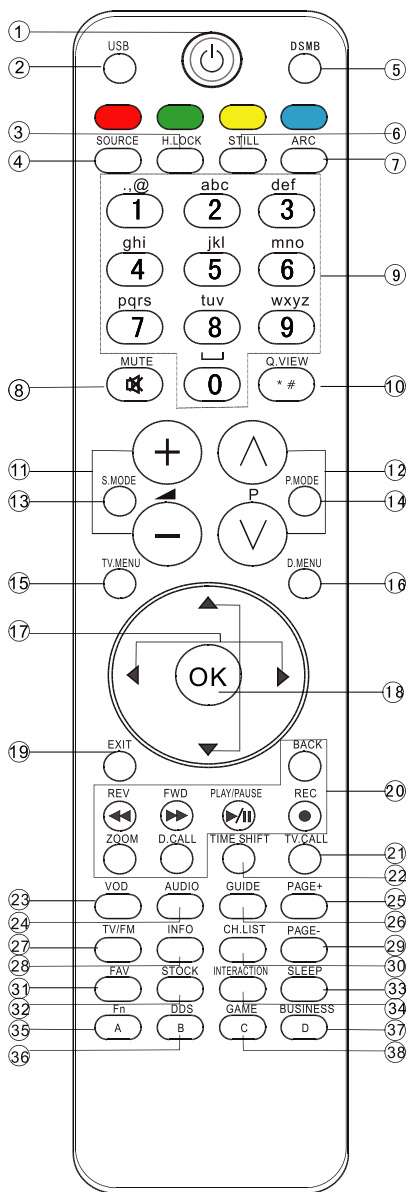 1
USB
DSMB
2
5
3
6
SOURCE
H.LOCK
STILL
ARC
4
7
.,@
abc
def
1
2
3
ghi
jkl
mno
4
5
6
9
pqrs
tuv
wxyz
7
8
9
MUTE
Q.VIEW
8
0
* #
10
+
11
12
S.MODE
P
P.MODE
13
14
−
TV.MENU
D.MENU
15
16
17
OK
18
EXIT
BACK
19
REV
FWD
PLAY/PAUSE
REC
20
ZOOM
D.CALL
TIME SHIFT
TV.CALL
21
22
VOD
AUDIO
GUIDE
PAGE+
23
24
25
26
TV/FM
INFO
CH.LIST
PAGE-
27
28
29
30
FAV
STOCK
INTERACTION
SLEEP
31
32
33
34
Fn
DDS
GAME
BUSINESS
A
B
C
D
35
36
37
38